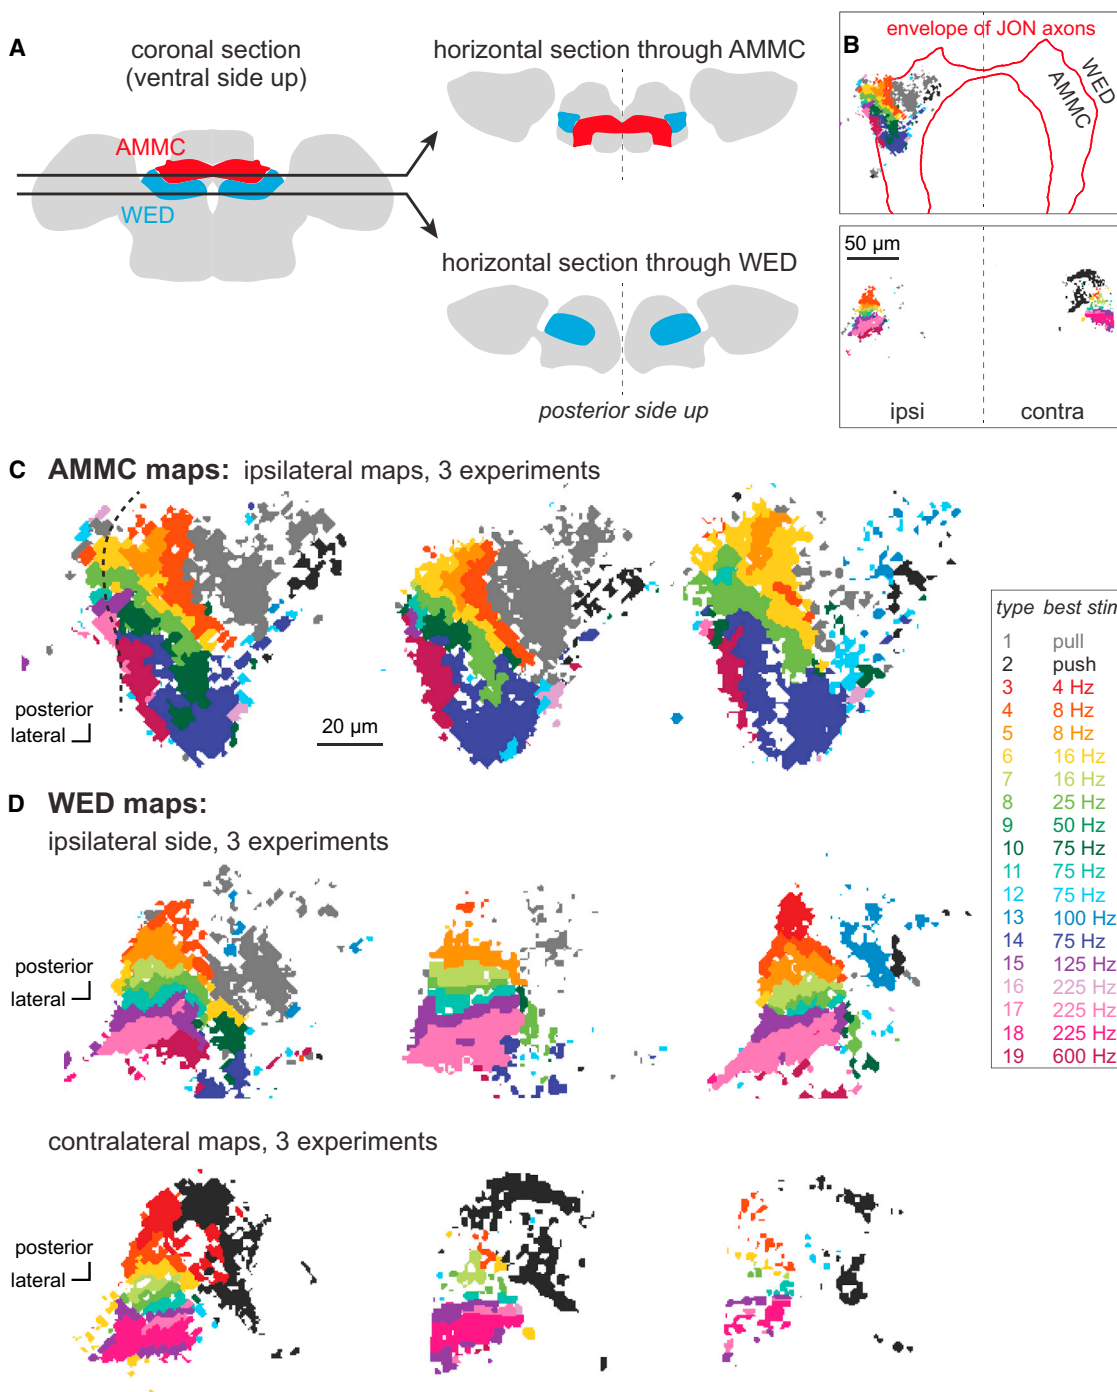 A
coronal section
(ventral side up)
AMMC
WED
horizontal section through AMMC
horizontal section through WED
posterior side up
B
envelope of JON axons
WED
AMMC
50 µm
ipsi
contra
C AMMC maps: ipsilateral maps, 3 experiments
posterior
lateral
20 µm
D WED maps:
ipsilateral side, 3 experiments
posterior
lateral
contralateral maps, 3 experiments
posterior
lateral
type best stim
1 pull
2 push
3 4 Hz
4 8 Hz
5 8 Hz
6 16 Hz
7 16 Hz
8 25 Hz
9 50 Hz
10 75 Hz
11 75 Hz
12 75 Hz
13 100 Hz
14 75 Hz
15 125 Hz
16 225 Hz
17 225 Hz
18 225 Hz
19 600 Hz